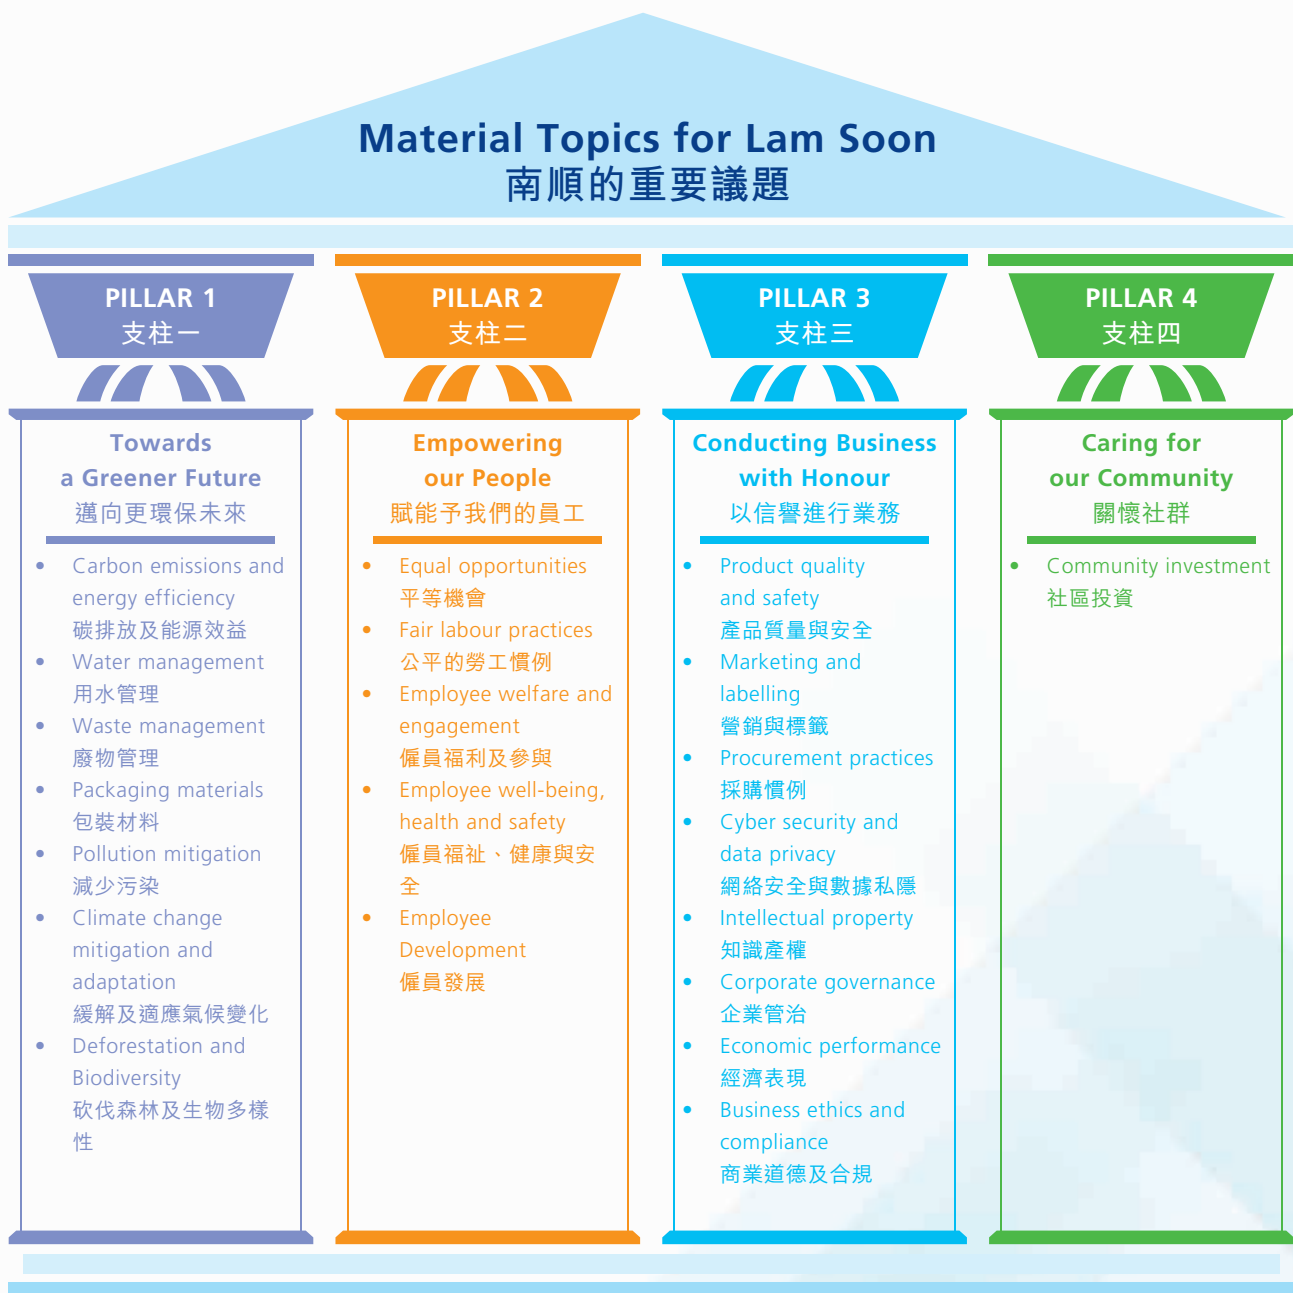 Material Topics for Lam Soon
南順的重要議題
PILLAR 1
支柱一
Towards
a Greener Future
邁向更環保未來
• Carbon emissions and
energy efficiency
碳排放及能源效益
• Water management
用水管理
• Waste management
廢物管理
• Packaging materials
包裝材料
• Pollution mitigation
減少污染
• Climate change
mitigation and
adaptation
緩解及適應氣候變化
• Deforestation and
Biodiversity
砍伐森林及生物多樣
性
PILLAR 2
支柱二
Empowering
our People
賦能予我們的員工
• Equal opportunities
平等機會
• Fair labour practices
公平的勞工慣例
• Employee welfare and
engagement
僱員福利及參與
• Employee well-being,
health and safety
僱員福祉、健康與安
全
• Employee
Development
僱員發展
PILLAR 3
支柱三
Conducting Business
with Honour
以信譽進行業務
• Product quality
and safety
產品質量與安全
• Marketing and
labelling
營銷與標籤
• Procurement practices
採購慣例
• Cyber security and
data privacy
網絡安全與數據私隱
• Intellectual property
知識產權
• Corporate governance
企業管治
• Economic performance
經濟表現
• Business ethics and
compliance
商業道德及合規
PILLAR 4
支柱四
Caring for
our Community
關懷社群
• Community investment
社區投資